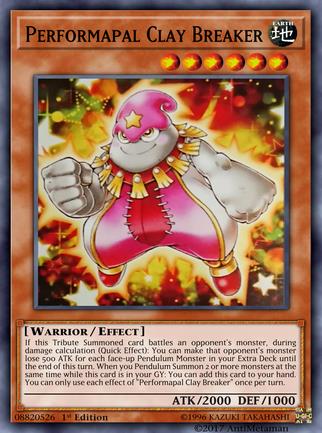 PERFORMAPAL CLAY BREAKER
EARTH
地
[WARRIOR / EFFECT]
If this Tribute Summoned card battles an opponent's monster, during
damage calculation (Quick Effect): You can make that opponent's monster
lose 500 ATK for each face-up Pendulum Monster in your Extra Deck until
the end of this turn. When you Pendulum Summon 2 or more monsters at the
same time while this card is in your GY: You can add this card to your hand.
You can only use each effect of "Performapal Clay Breaker" once per turn.
ATK/2000 DEF/1000
08820526 1st Edition
©1996 KAZUKI TAKAHASHI
©2017 AntiMetaman